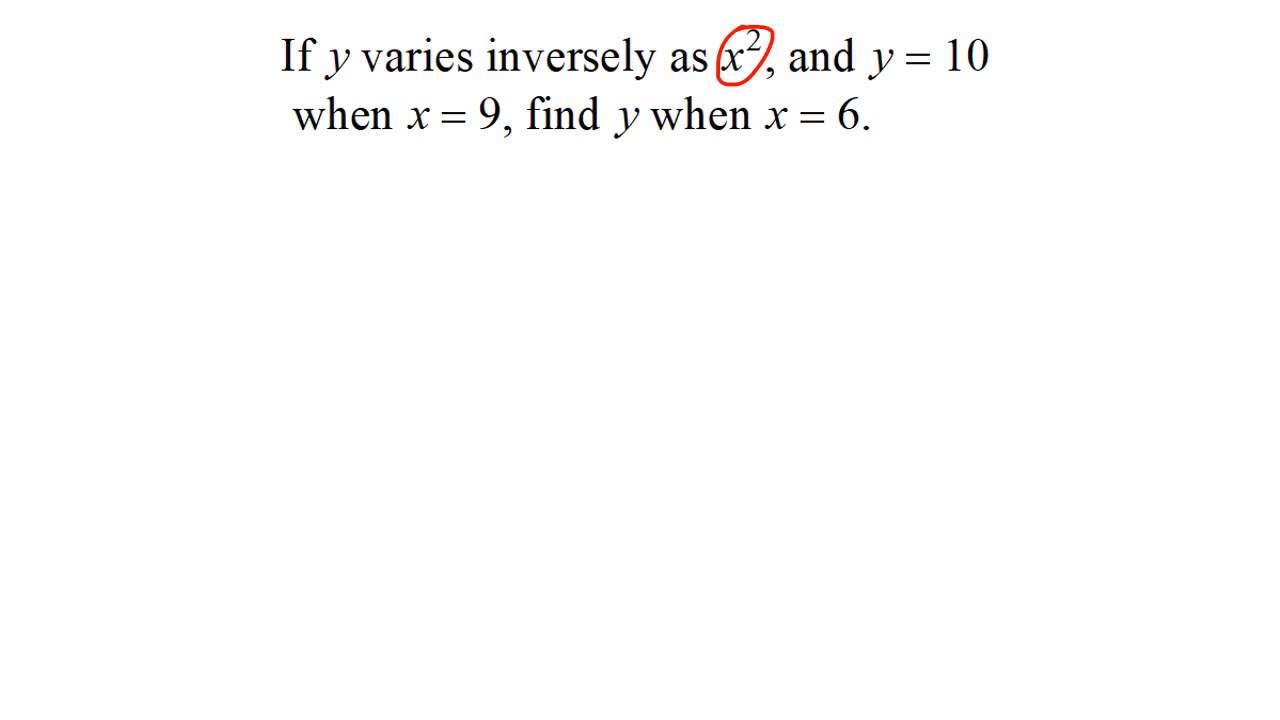 If y varies inversely as x², and y = 10
when x = 9, find y when x = 6.